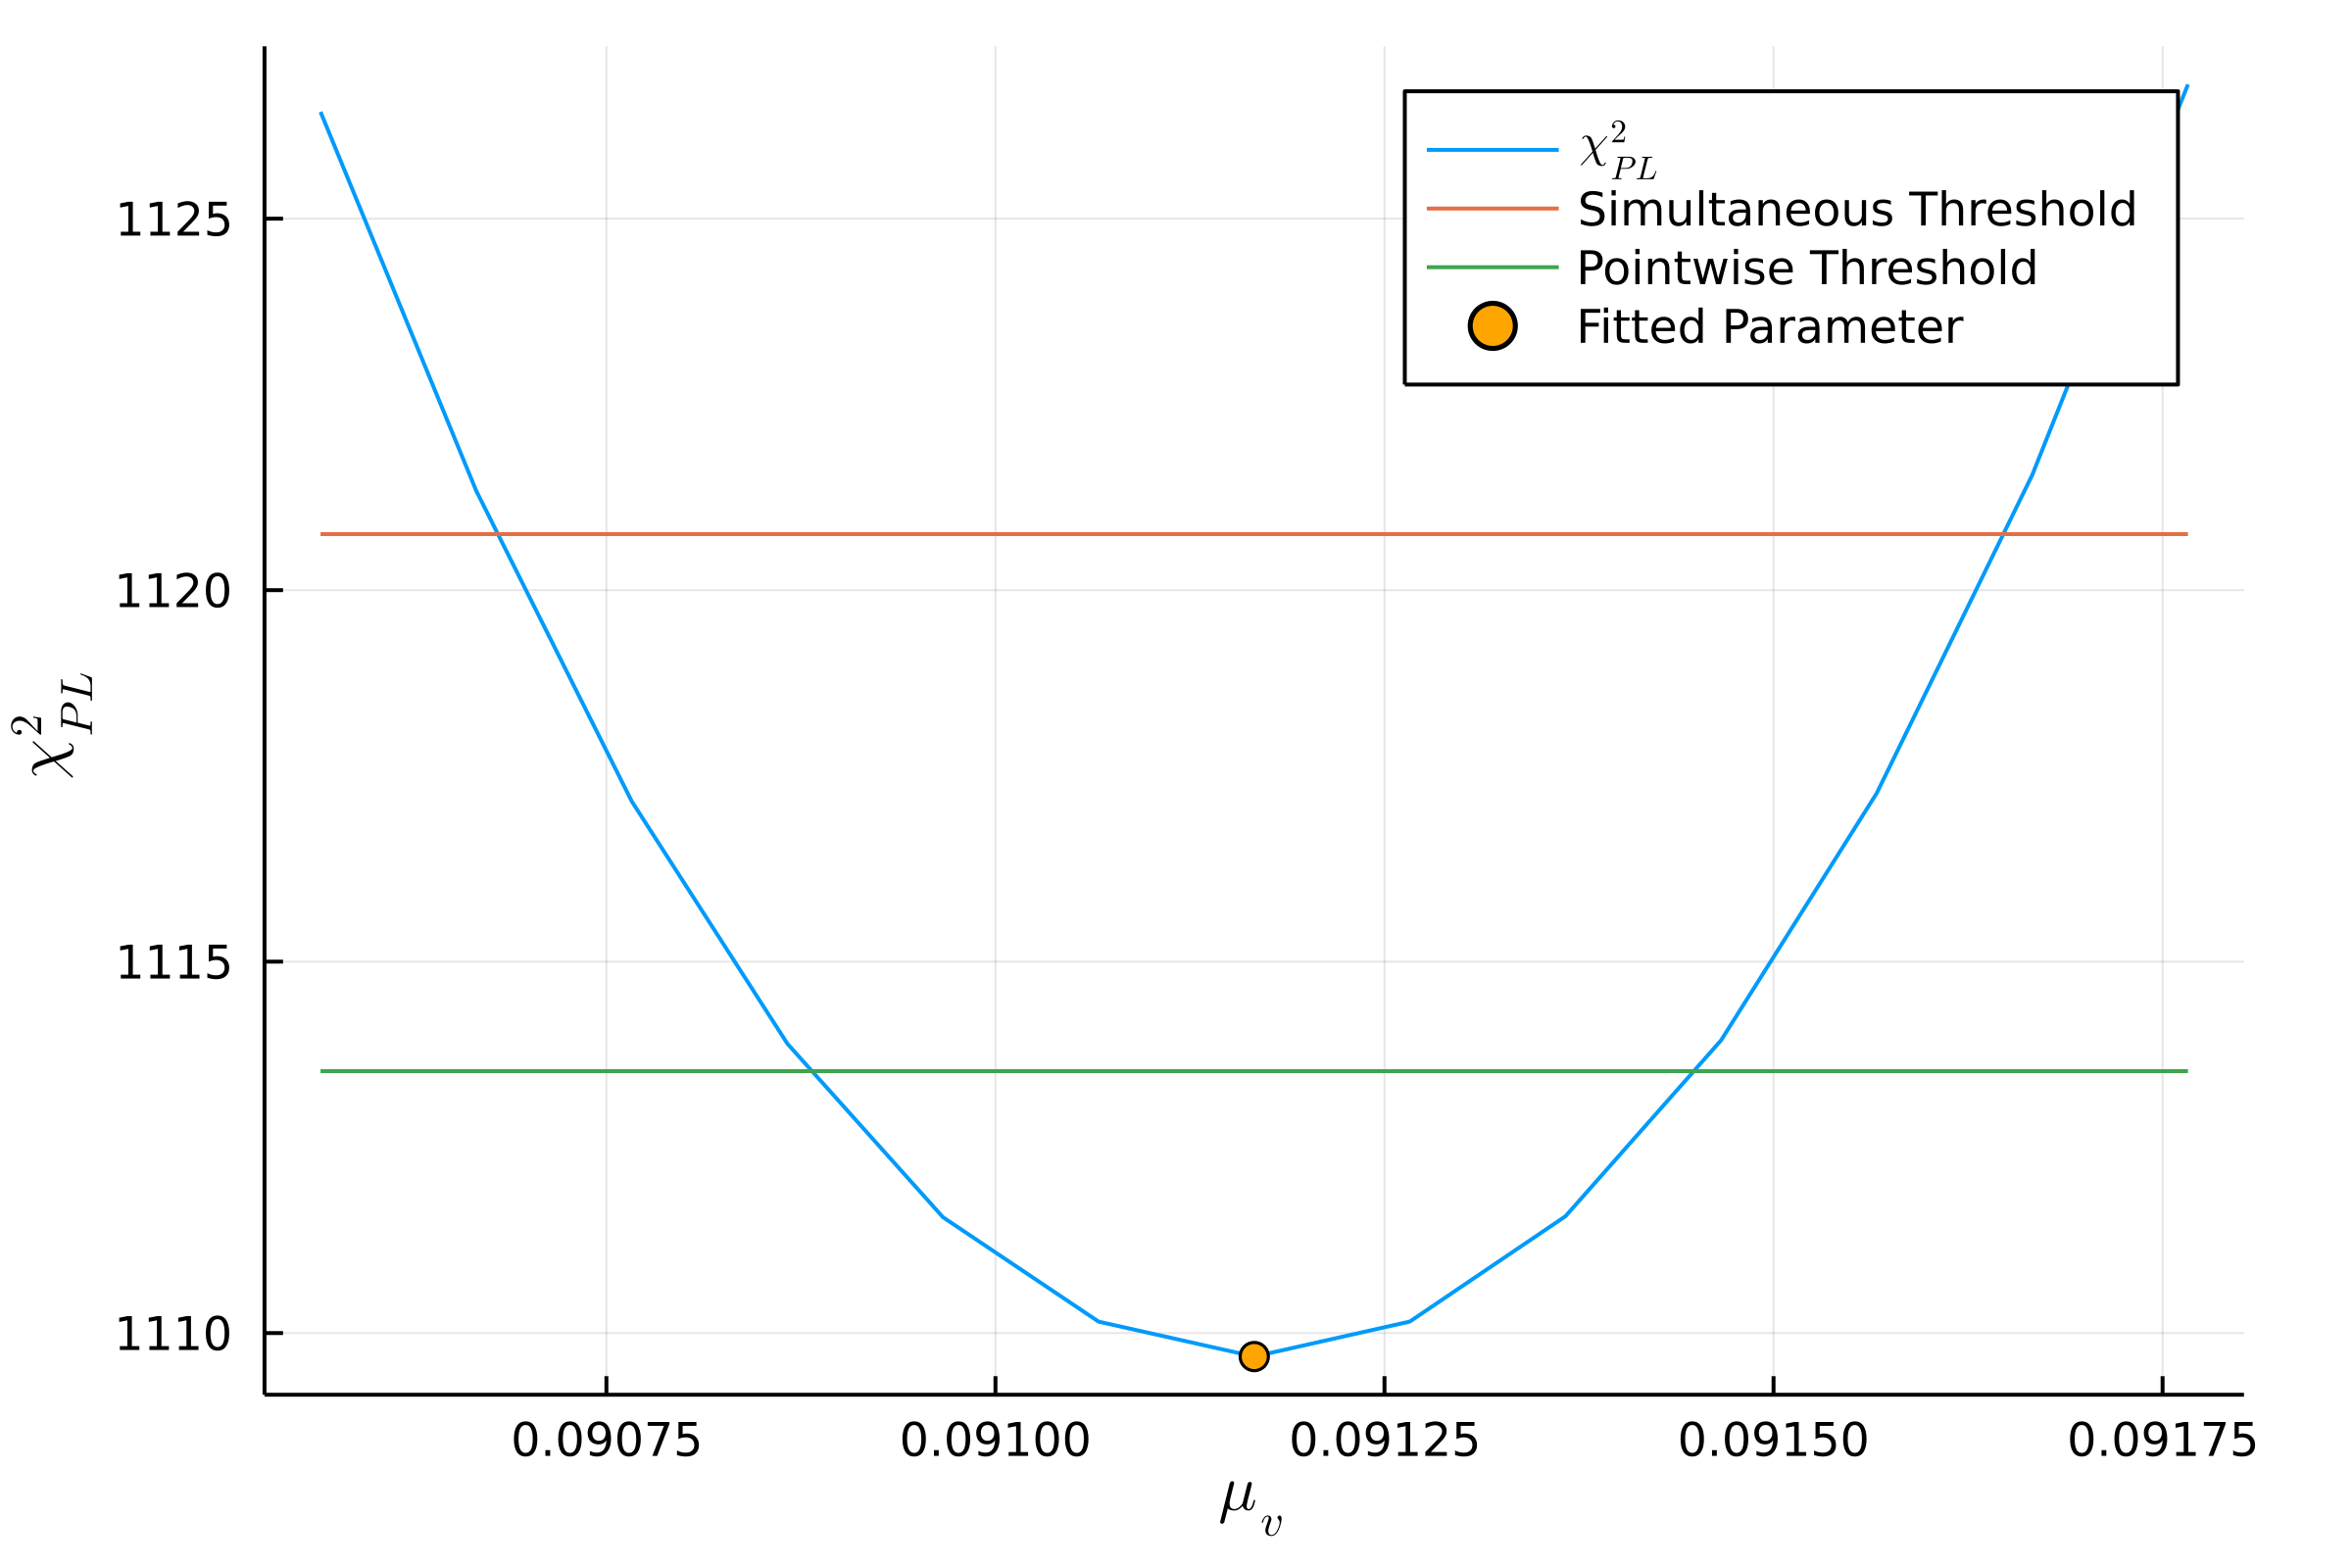 χ²_PL
1125
1120
1115
1110
χ²_PL
Simultaneous Threshold
Pointwise Threshold
Fitted Parameter
0.09075
0.09100
0.09125
0.09150
0.09175
μ_v